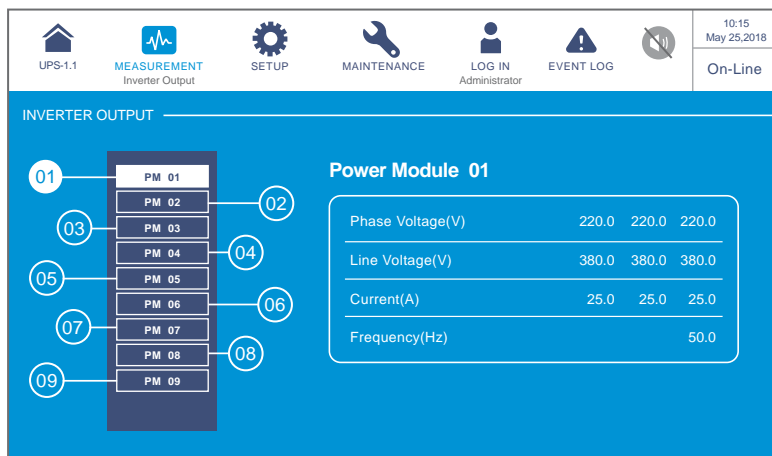 UPS-1.1
MEASUREMENT
Inverter Output
SETUP
MAINTENANCE
LOG IN
Administrator
EVENT LOG
10:15
May 25,2018
On-Line
INVERTER OUTPUT
01
PM 01
PM 02
02
03
PM 03
PM 04
04
05
PM 05
PM 06
06
07
PM 07
PM 08
08
09
PM 09
Power Module 01
Phase Voltage(V) 220.0 220.0 220.0
Line Voltage(V) 380.0 380.0 380.0
Current(A) 25.0 25.0 25.0
Frequency(Hz) 50.0